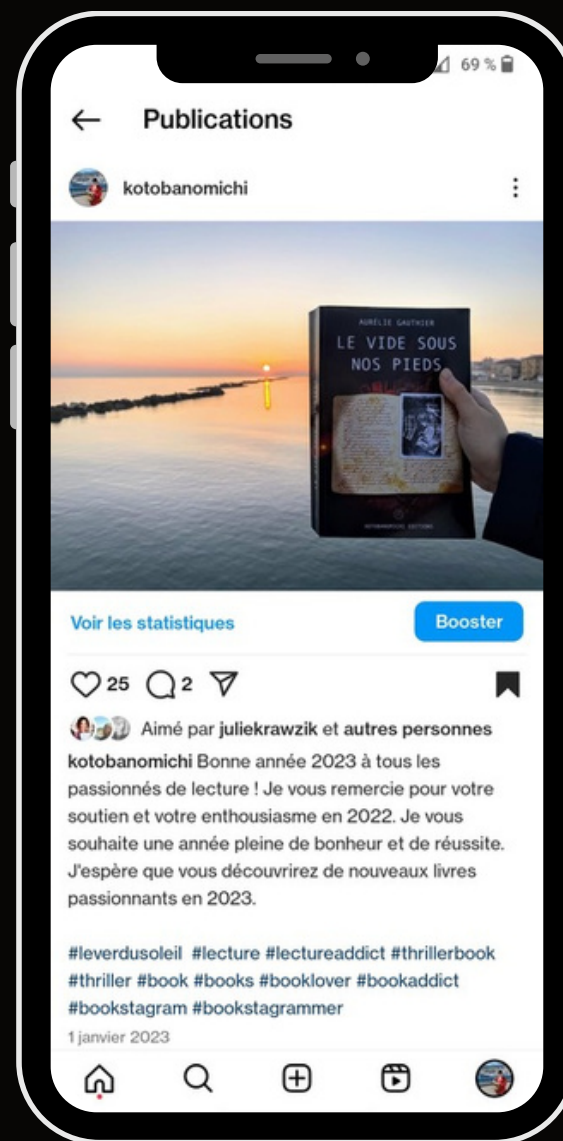 69 %
Publications
kotobanomichi
AURÉLIE GAUTHIER
LE VIDE SOUS
NOS PIEDS
KOTOBANOMICHI EDITIONS
Voir les statistiques
Booster
25 2
Aimé par juliekrawzik et autres personnes
kotobanomichi Bonne année 2023 à tous les
passionnés de lecture ! Je vous remercie pour votre
soutien et votre enthousiasme en 2022. Je vous
souhaite une année pleine de bonheur et de réussite.
J'espère que vous découvrirez de nouveaux livres
passionnants en 2023.
#leverdusoleil #lecture #lectureaddict #thrillerbook
#thriller #book #books #booklover #bookaddict
#bookstagram #bookstagrammer
1 janvier 2023